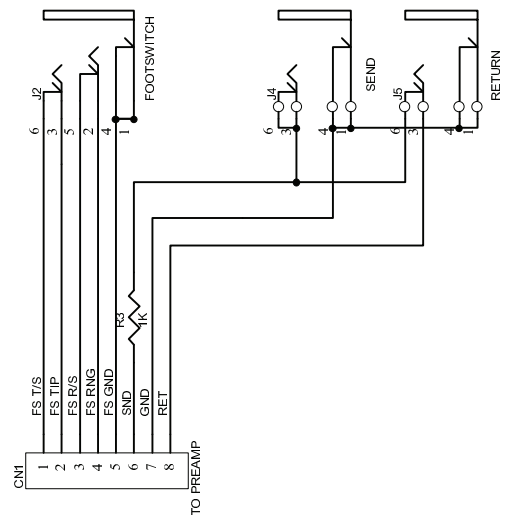 J2
FOOTSWITCH
6 3 5 2 4 1
J4
SEND
6 3 4 1
J5
RETURN
6 3 4 1
R3
1K
FS T/S
FS TIP
FS R/S
FS RNG
FS GND
SND
GND
RET
CN1
1 2 3 4 5 6 7 8
TO PREAMP